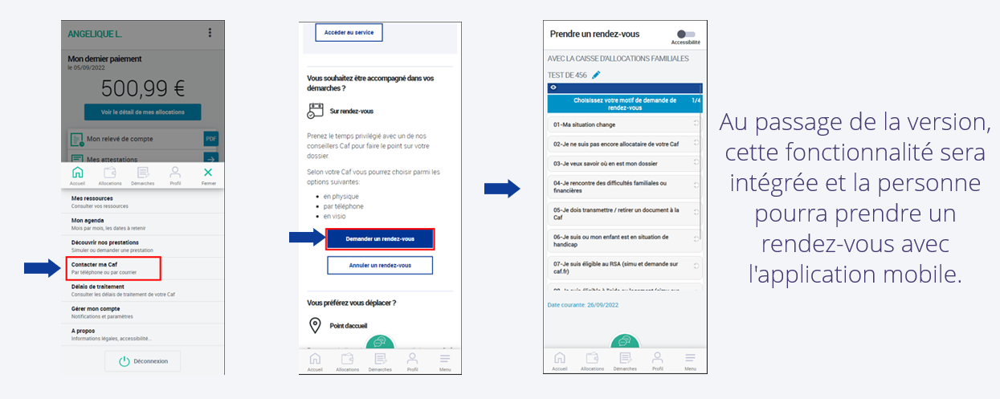 ANGELIQUE L.
Mon dernier paiement
le 05/09/2022
500,99 €
Voir le détail de mes allocations
Mon relevé de compte
PDF
Mes attestations
Accueil
Allocations
Démarches
Profil
Fermer
Mes ressources
Consulter vos ressources
Mon agenda
Mois par mois, les dates à retenir
Découvrir nos prestations
Simuler ou demander une prestation
Contacter ma Caf
Par téléphone ou par courrier
Délais de traitement
Consulter les délais de traitement de votre Caf
Gérer mon compte
Notifications et paramètres
A propos
Informations légales, accessibilité...
Déconnexion
Accéder au service
Vous souhaitez être accompagné dans vos
démarches ?
Sur rendez-vous
Prenez le temps privilégié avec un de nos
conseillers Caf pour faire le point sur votre
dossier.
Selon votre Caf vous pourrez choisir parmi les
options suivantes:
• en physique
• par téléphone
• en visio
Demander un rendez-vous
Annuler un rendez-vous
Vous préférez vous déplacer ?
Point d'accueil
Accueil
Allocations
Démarches
Profil
Menu
Prendre un rendez-vous
Accessibilité
AVEC LA CAISSE D'ALLOCATIONS FAMILIALES
TEST DE 456
Choisissez votre motif de demande de
rendez-vous
1/4
01-Ma situation change
02-Je ne suis pas encore allocataire de votre Caf
03-Je veux savoir où en est mon dossier
04-Je rencontre des difficultés familiales ou
financières
05-Je dois transmettre / retirer un document à la
Caf
06-Je suis ou mon enfant est en situation de
handicap
07-Je suis éligible au RSA (simu et demande sur
caf.fr)
Date courante: 26/09/2022
Accueil
Allocations
Démarches
Profil
Menu
Au passage de la version,
cette fonctionnalité sera
intégrée et la personne
pourra prendre un
rendez-vous avec
l'application mobile.